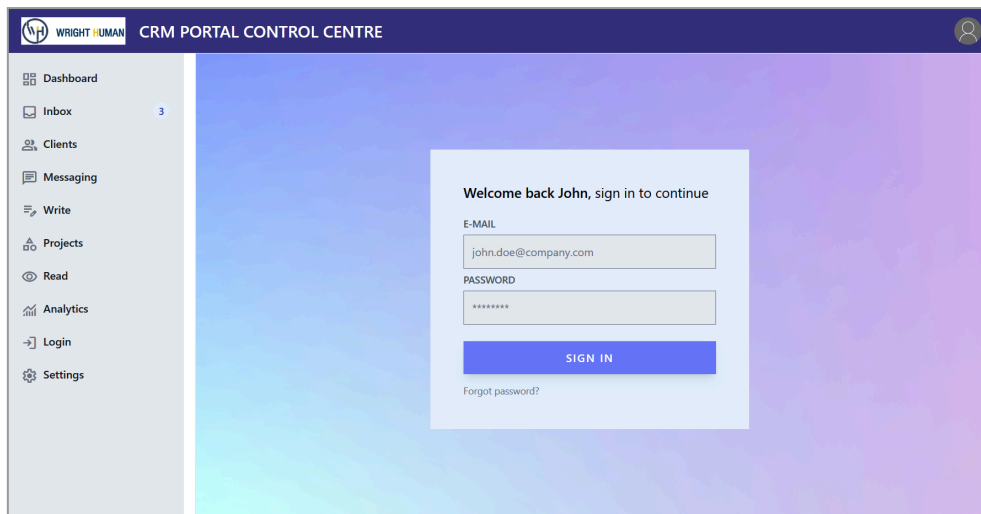 WRIGHT HUMAN
CRM PORTAL CONTROL CENTRE
Dashboard
Inbox 3
Clients
Messaging
Write
Projects
Read
Analytics
Login
Settings
Welcome back John, sign in to continue
E-MAIL
john.doe@company.com
PASSWORD
********
SIGN IN
Forgot password?